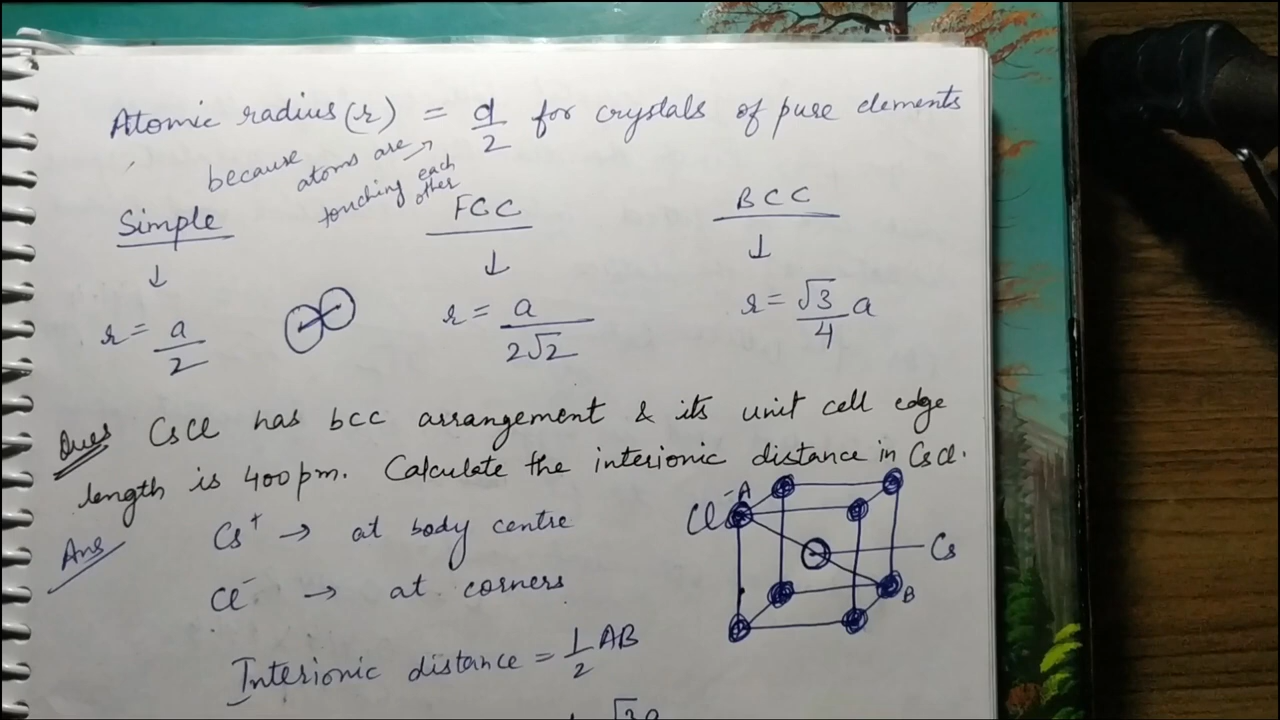 Atomic radius (r) = d/2 for crystals of pure elements
because atoms are touching each other
Simple FCC BCC
↓ ↓ ↓
r = a/2 r = a/2√2 r = √3/4 a
Ques CsCl has bcc arrangement & its unit cell edge
length is 400pm. Calculate the interionic distance in CsCl.
Ans Cs⁺ → at body centre
Cl⁻ → at corners
Cl⁻ A
Cs
B
Interionic distance = 1/2 AB
√3a